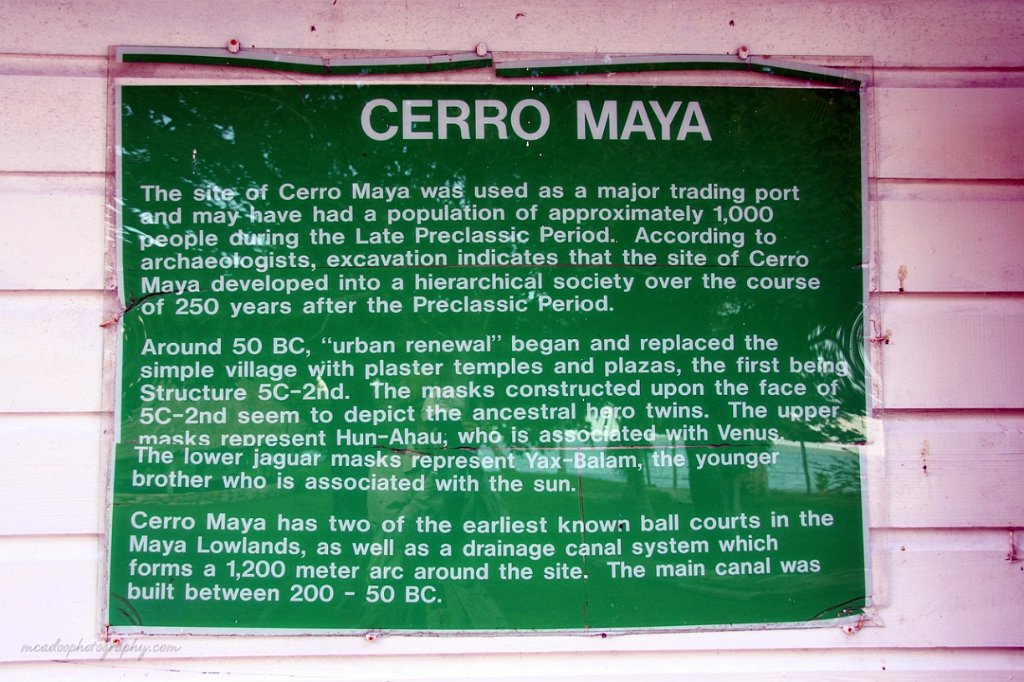 CERRO MAYA
The site of Cerro Maya was used as a major trading port
and may have had a population of approximately 1,000
people during the Late Preclassic Period. According to
archaeologists, excavation indicates that the site of Cerro
Maya developed into a hierarchical society over the course
of 250 years after the Preclassic Period.
Around 50 BC, “urban renewal” began and replaced the
simple village with plaster temples and plazas, the first being
Structure 5C-2nd. The masks constructed upon the face of
5C-2nd seem to depict the ancestral hero twins. The upper
masks represent Hun-Ahau, who is associated with Venus.
The lower jaguar masks represent Yax-Balam, the younger
brother who is associated with the sun.
Cerro Maya has two of the earliest known ball courts in the
Maya Lowlands, as well as a drainage canal system which
forms a 1,200 meter arc around the site. The main canal was
built between 200 - 50 BC.
mcadoophotography.com